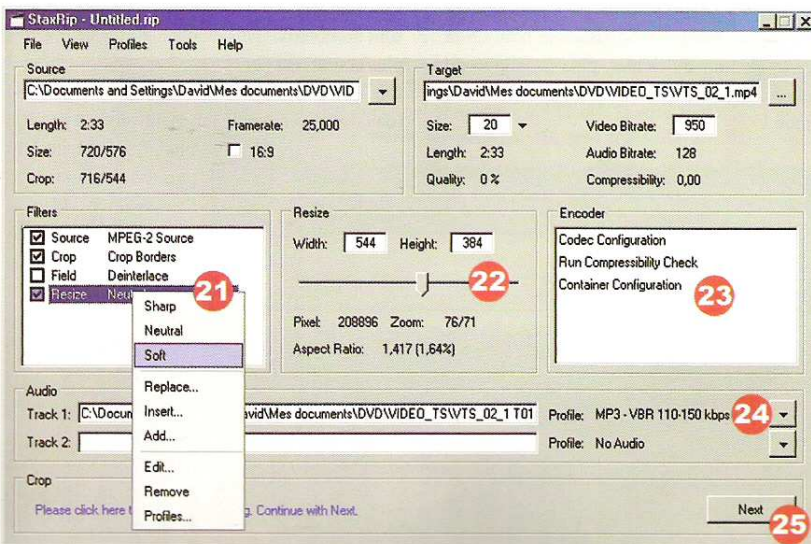 StaxRip - Untitled.rip
File View Profiles Tools Help
Source
C:\Documents and Settings\David\Mes documents\DVD\VID
Length: 2:33 Framerate: 25,000
Size: 720/576 16:9
Crop: 716/544
Target
ings\David\Mes documents\DVD\VIDEO_TS\VTS_02_1.mp4 ...
Size: 20 Video Bitrate: 950
Length: 2:33 Audio Bitrate: 128
Quality: 0 % Compressibility: 0,00
Filters
Source MPEG-2 Source
Crop Crop Borders
Field Deinterlace
Resize 21
Sharp
Neutral
Soft
Replace...
Insert...
Add...
Edit...
Remove
Profiles...
Resize
Width: 544 Height: 384
22
Pixel: 208896 Zoom: 76/71
Aspect Ratio: 1,417 (1,64%)
Encoder
Codec Configuration
Run Compressibility Check
Container Configuration
23
Audio
Track 1: C:\Docum avid\Mes documents\DVD\VIDEO_TS\VTS_02_1 T01 Profile: MP3 - VBR 110-150 kbps 24
Track 2: Profile: No Audio
Crop
Please click here t g. Continue with Next.
Next
25